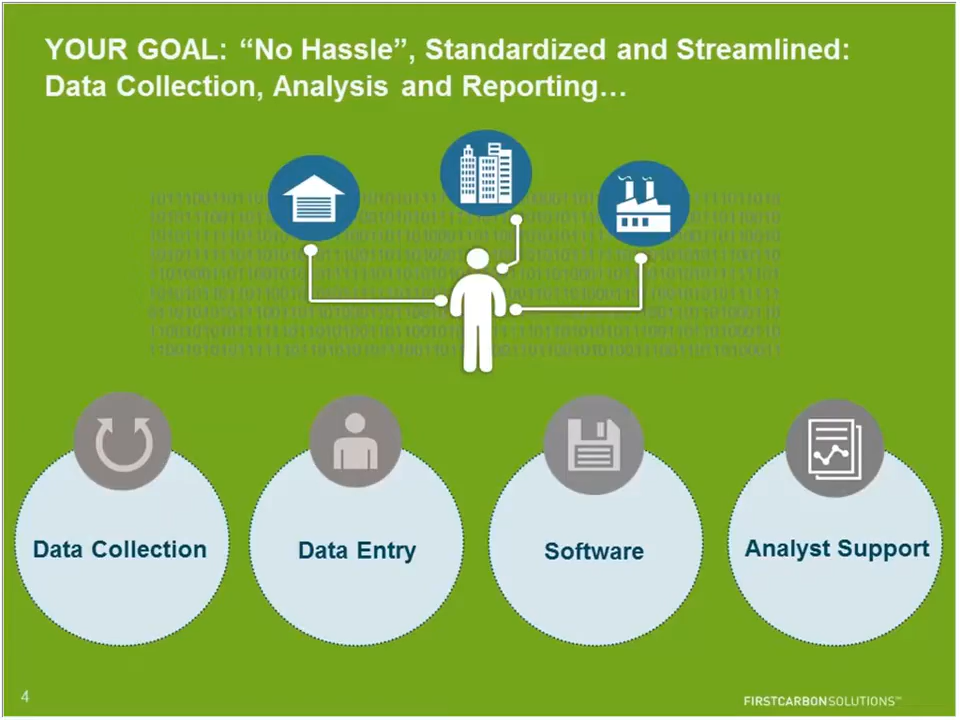 YOUR GOAL: “No Hassle”, Standardized and Streamlined:
Data Collection, Analysis and Reporting…
Data Collection
Data Entry
Software
Analyst Support
4
FIRSTCARBONSOLUTIONS™